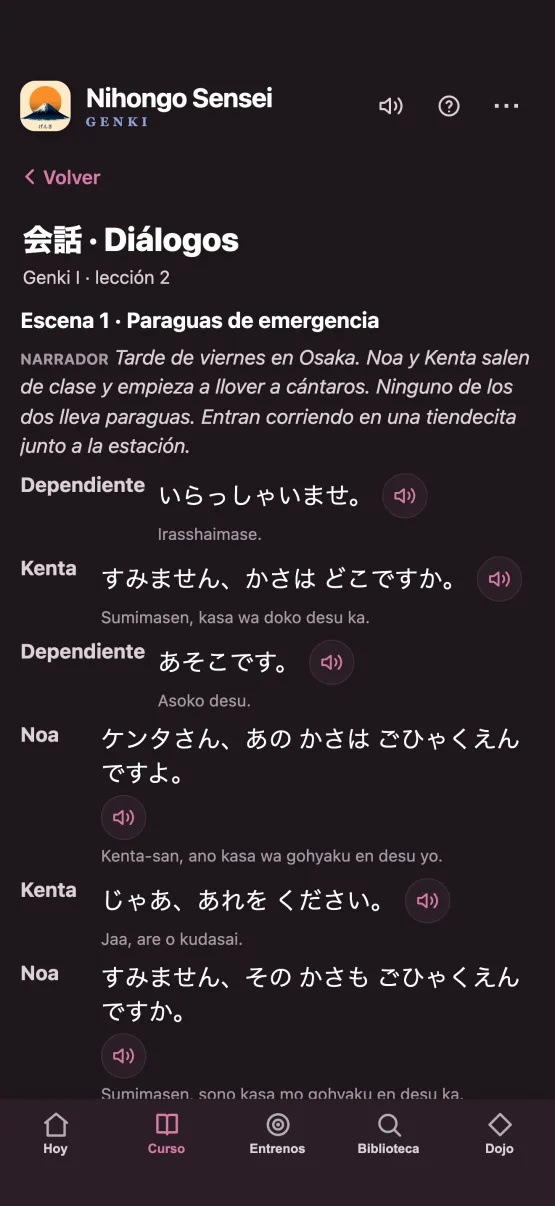 Nihongo Sensei
GENKI
Volver
会話 · Diálogos
Genki I · lección 2
Escena 1 · Paraguas de emergencia
NARRADOR Tarde de viernes en Osaka. Noa y Kenta salen
de clase y empieza a llover a cántaros. Ninguno de los
dos lleva paraguas. Entran corriendo en una tiendecita
junto a la estación.
Dependiente いらっしゃいませ。
Irasshaimase.
Kenta すみません、かさは どこですか。
Sumimasen, kasa wa doko desu ka.
Dependiente あそこです。
Asoko desu.
Noa ケンタさん、あの かさは ごひゃくえん
ですよ。
Kenta-san, ano kasa wa gohyaku en desu yo.
Kenta じゃあ、あれを ください。
Jaa, are o kudasai.
Noa すみません、その かさも ごひゃくえん
ですか。
Sumimasen, sono kasa mo gohyaku en desu ka.
Hoy Curso Entrenos Biblioteca Dojo